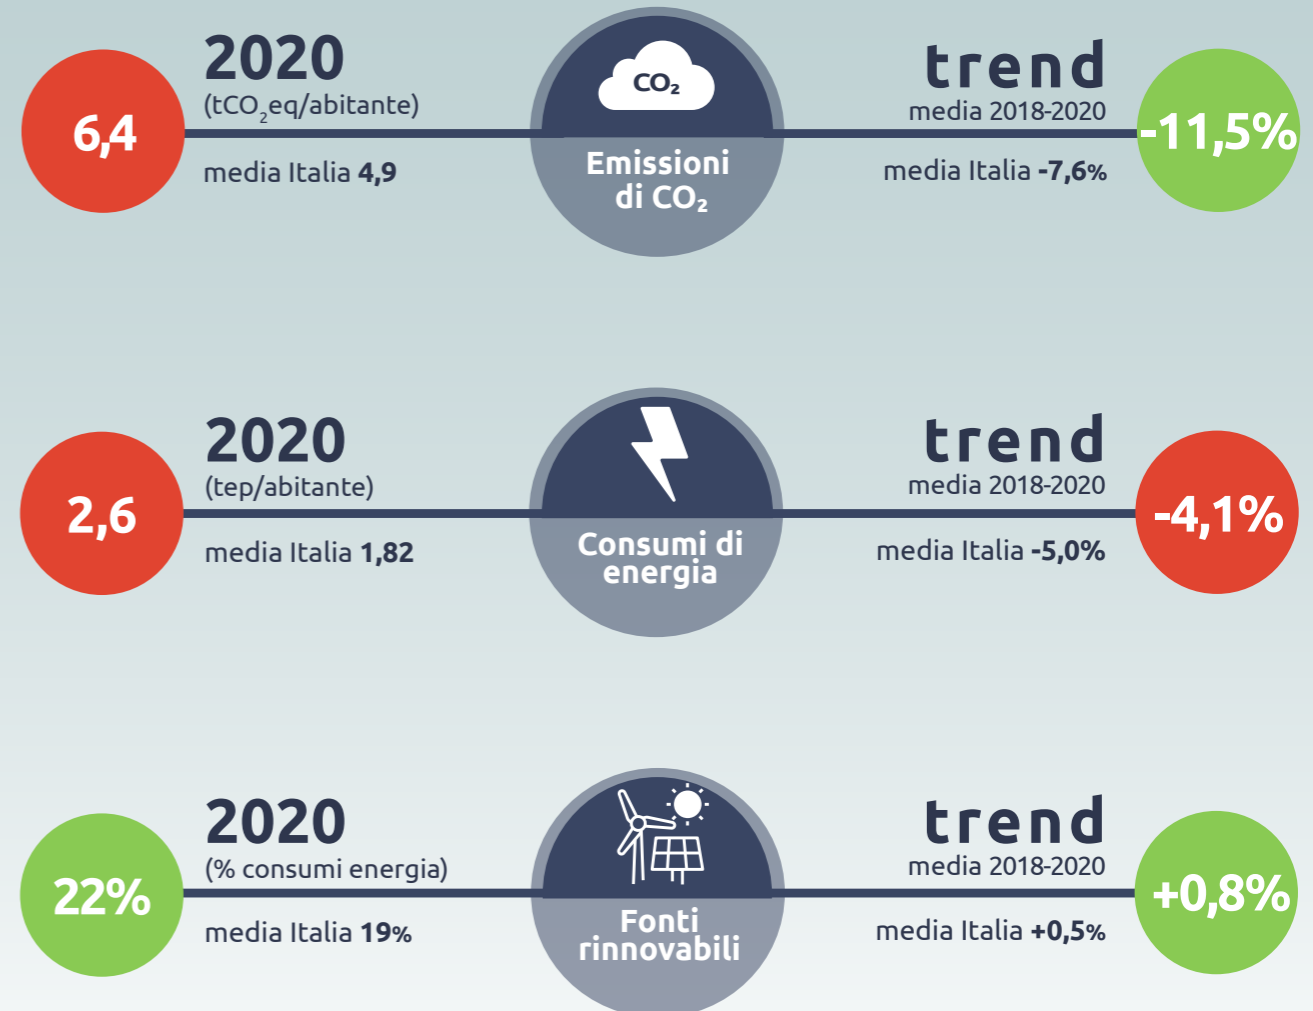 6,4
2020
(tCO₂eq/abitante)
media Italia 4,9
CO₂
Emissioni
di CO₂
trend
media 2018-2020
media Italia -7,6%
-11,5%
2,6
2020
(tep/abitante)
media Italia 1,82
Consumi di
energia
trend
media 2018-2020
media Italia -5,0%
-4,1%
22%
2020
(% consumi energia)
media Italia 19%
Fonti
rinnovabili
trend
media 2018-2020
media Italia +0,5%
+0,8%